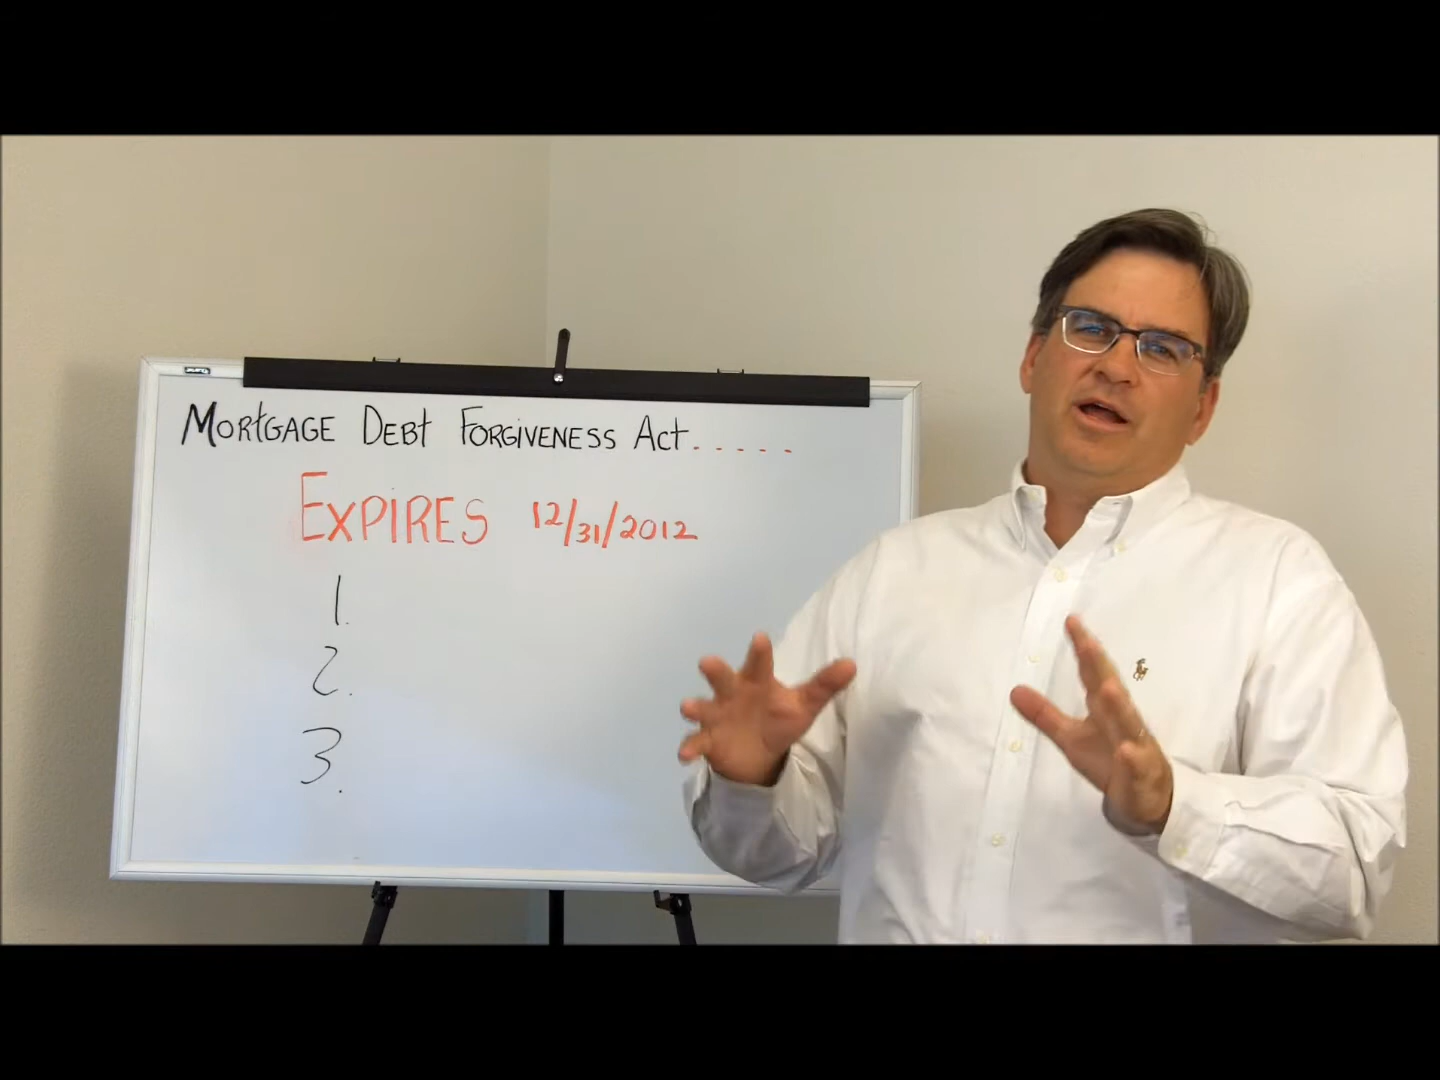 Mortgage Debt Forgiveness Act.....
Expires 12/31/2012
1.
2.
3.